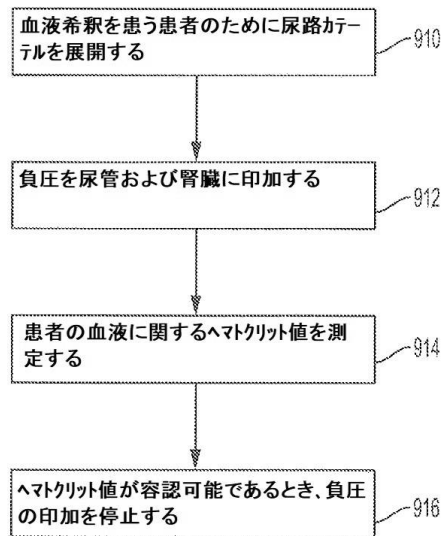 血液希釈を患う患者のために尿路カテー
テルを展開する
910
負圧を尿管および腎臓に印加する
912
患者の血液に関するヘマトクリット値を測
定する
914
ヘマトクリット値が容認可能であるとき、負圧
の印加を停止する
916